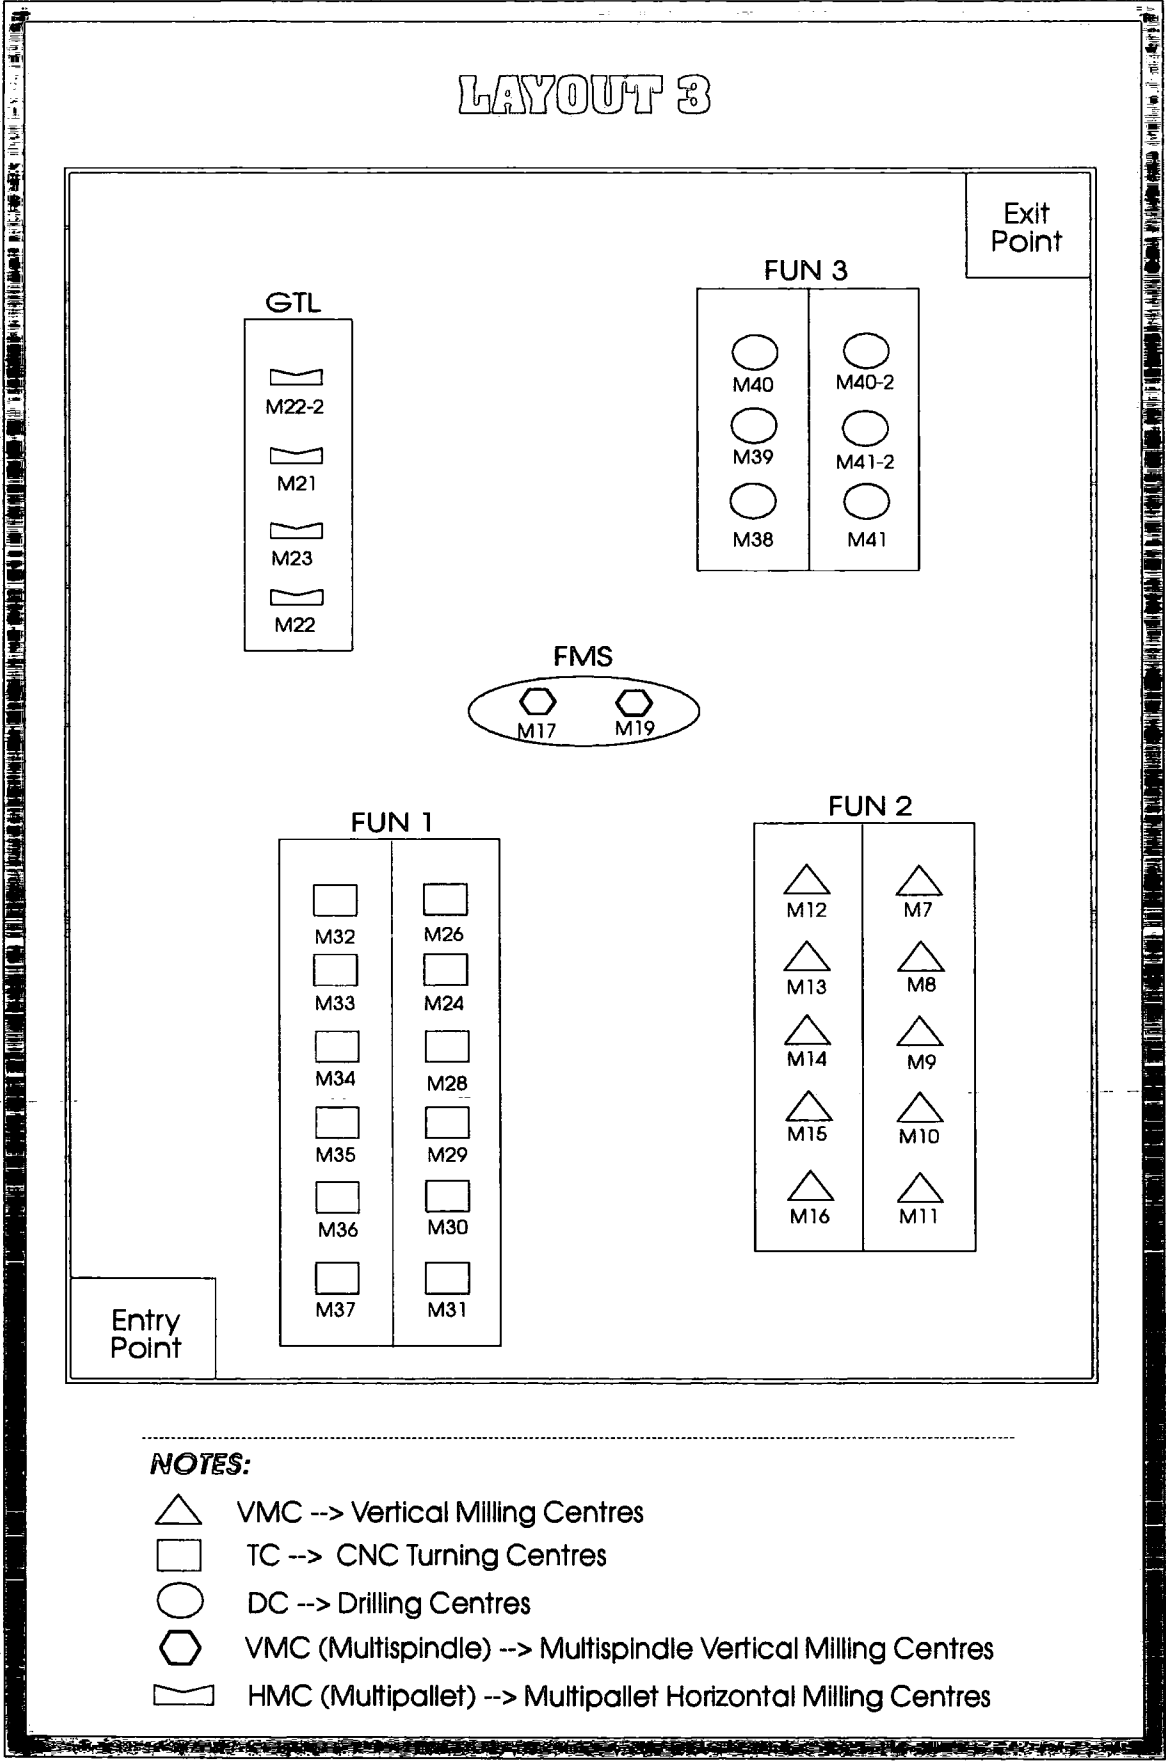 LAYOUT 3
Exit
Point
FUN 3
GTL
M40
M40-2
M22-2
M39
M41-2
M21
M38
M41
M23
M22
FMS
M17
M19
FUN 1
FUN 2
M32
M26
M12
M7
M33
M24
M13
M8
M34
M28
M14
M9
M35
M29
M15
M10
M36
M30
M16
M11
M37
M31
Entry
Point
NOTES:
VMC --> Vertical Milling Centres
TC --> CNC Turning Centres
DC --> Drilling Centres
VMC (Multispindle) --> Multispindle Vertical Milling Centres
HMC (Multipallet) --> Multipallet Horizontal Milling Centres